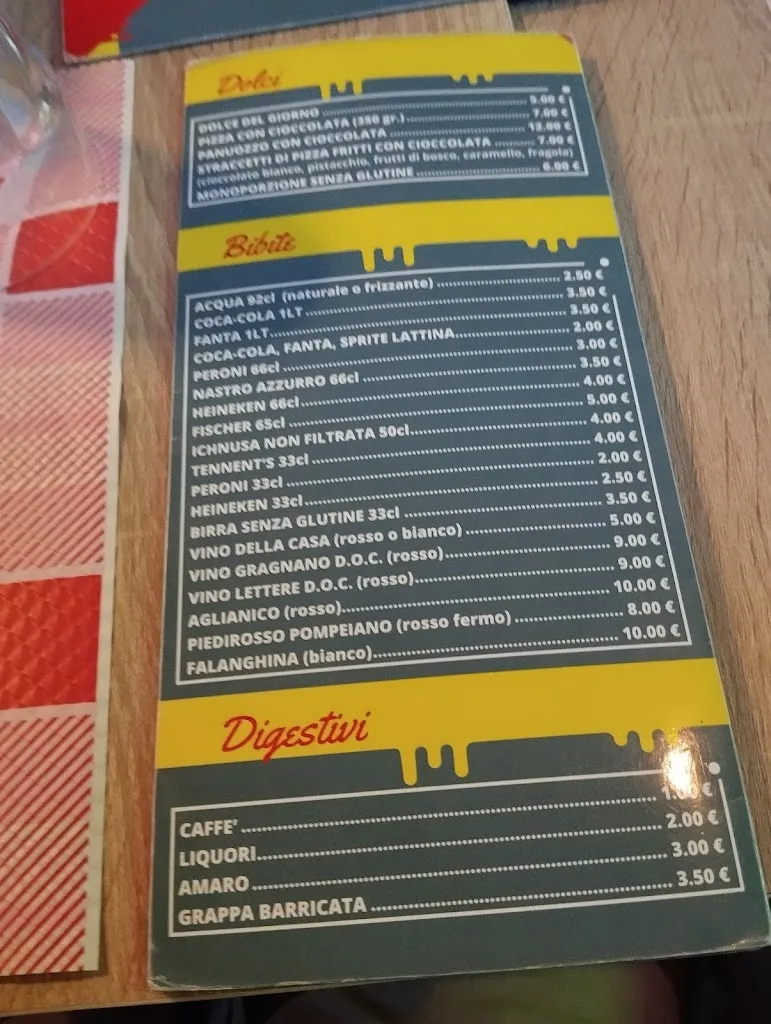 Dolci
DOLCE DEL GIORNO ........ 5.00 €
PIZZA CON CIOCCOLATA (350 gr.) ........ 7.00 €
PANUOZZO CON CIOCCOLATA ........ 12.00 €
STRACCETTI DI PIZZA FRITTI CON CIOCCOLATA ........ 7.00 €
(cioccolato bianco, pistacchio, frutti di bosco, caramello, fragola)
MONOPORZIONE SENZA GLUTINE ........ 6.00 €
Bibite
ACQUA 92cl (naturale o frizzante) ........ 2.50 €
COCA-COLA 1LT ........ 3.50 €
FANTA 1LT ........ 3.50 €
COCA-COLA, FANTA, SPRITE LATTINA ........ 2.00 €
PERONI 66cl ........ 3.00 €
NASTRO AZZURRO 66cl ........ 3.50 €
HEINEKEN 66cl ........ 4.00 €
FISCHER 65cl ........ 5.00 €
ICHNUSA NON FILTRATA 50cl ........ 4.00 €
TENNENT'S 33cl ........ 4.00 €
PERONI 33cl ........ 2.00 €
HEINEKEN 33cl ........ 2.50 €
BIRRA SENZA GLUTINE 33cl ........ 3.50 €
VINO DELLA CASA (rosso o bianco) ........ 5.00 €
VINO GRAGNANO D.O.C. (rosso) ........ 9.00 €
VINO LETTERE D.O.C. (rosso) ........ 9.00 €
AGLIANICO (rosso) ........ 10.00 €
PIEDIROSSO POMPEIANO (rosso fermo) ........ 8.00 €
FALANGHINA (bianco) ........ 10.00 €
Digestivi
CAFFE' ........ €
LIQUORI ........ 2.00 €
AMARO ........ 3.00 €
GRAPPA BARRICATA ........ 3.50 €